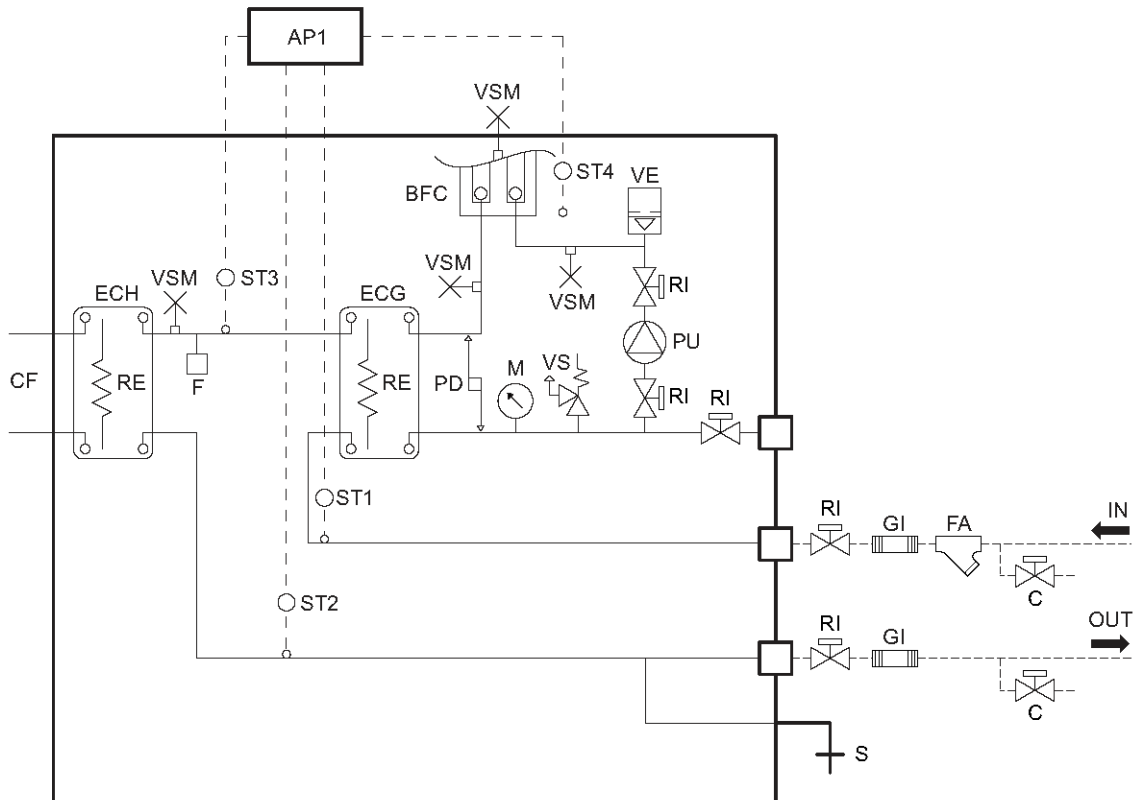 AP1
VSM
ST4
VE
BFC
VSM
ST3
VSM
ECH
ECG
VSM
RI
PU
CF
RE
F
RE
PD
M
VS
RI
RI
ST1
RI
GI
FA
IN
C
ST2
RI
GI
OUT
C
S